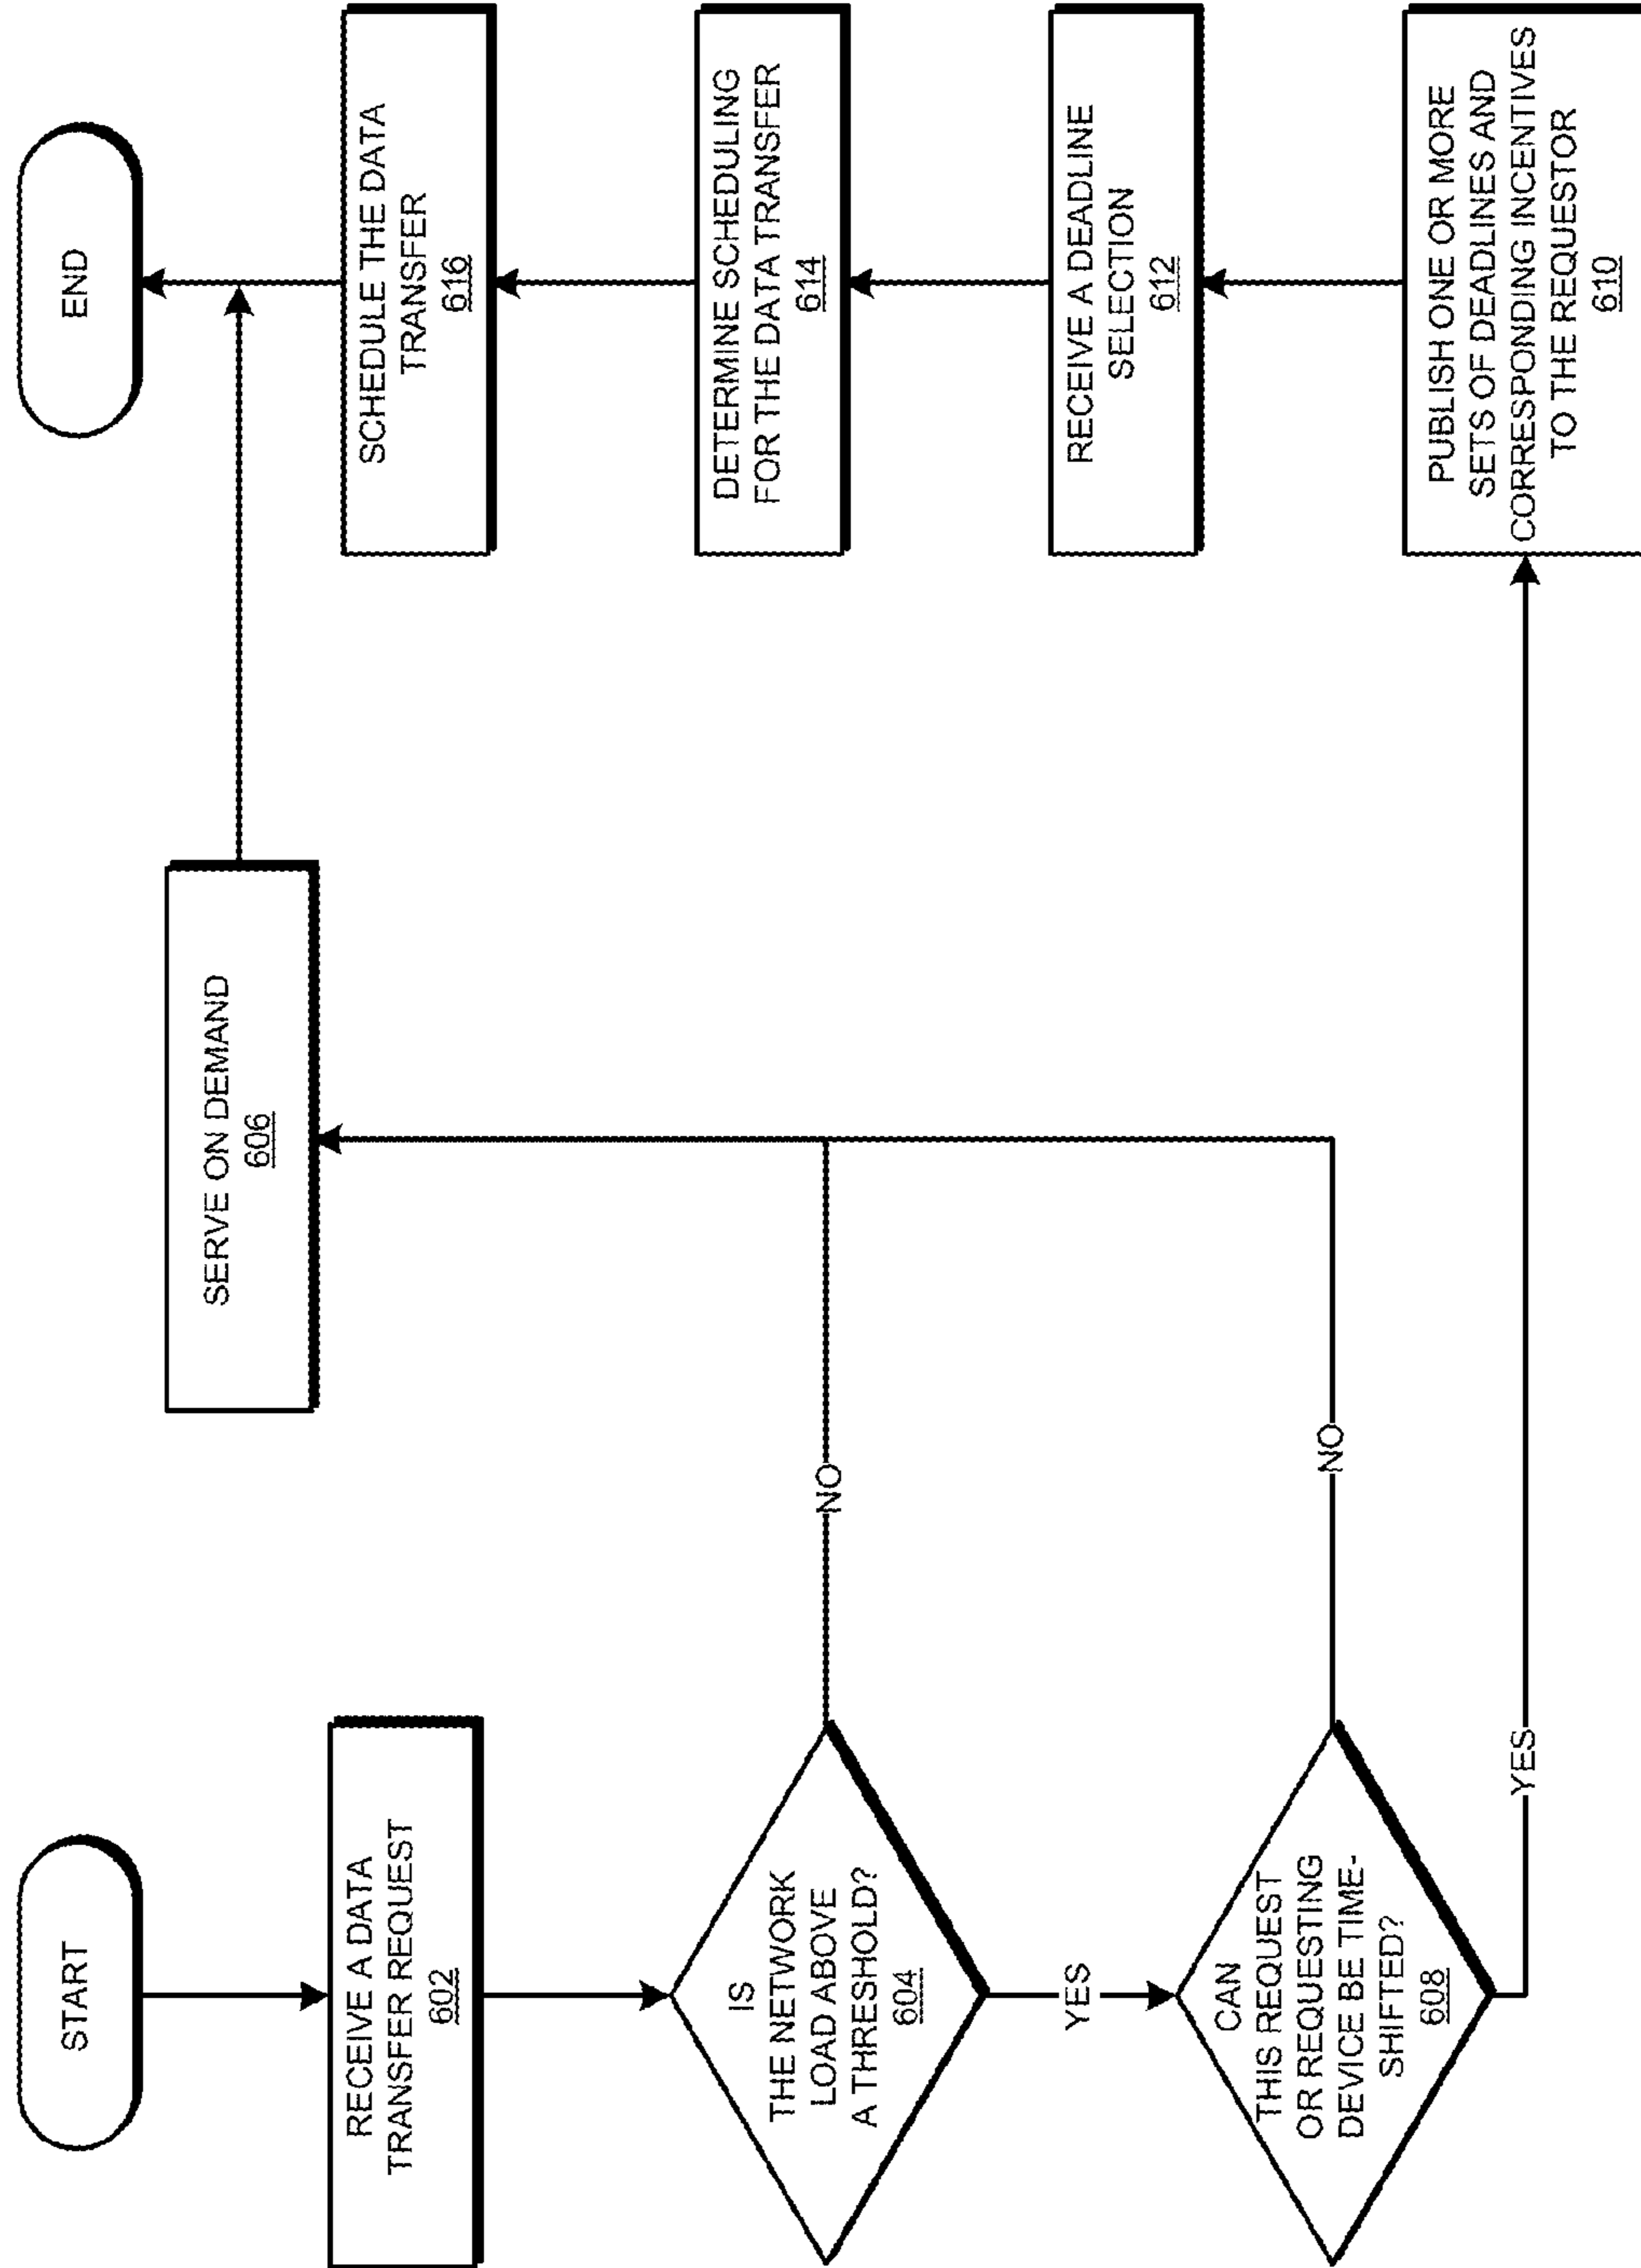 START
RECEIVE A DATA
TRANSFER REQUEST
602
IS
THE NETWORK
LOAD ABOVE
A THRESHOLD?
604
NO
YES
CAN
THIS REQUEST
OR REQUESTING
DEVICE BE TIME-
SHIFTED?
608
NO
YES
SERVE ON DEMAND
606
PUBLISH ONE OR MORE
SETS OF DEADLINES AND
CORRESPONDING INCENTIVES
TO THE REQUESTOR
610
RECEIVE A DEADLINE
SELECTION
612
DETERMINE SCHEDULING
FOR THE DATA TRANSFER
614
SCHEDULE THE DATA
TRANSFER
616
END